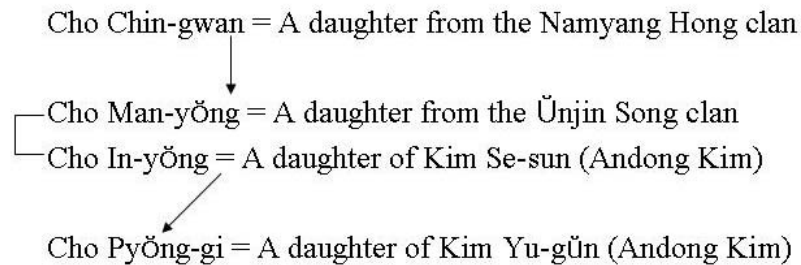 Cho Chin-gwan = A daughter from the Namyang Hong clan
Cho Man-yŏng = A daughter from the Ŭnjin Song clan
Cho In-yŏng = A daughter of Kim Se-sun (Andong Kim)
Cho Pyŏng-gi = A daughter of Kim Yu-gŭn (Andong Kim)